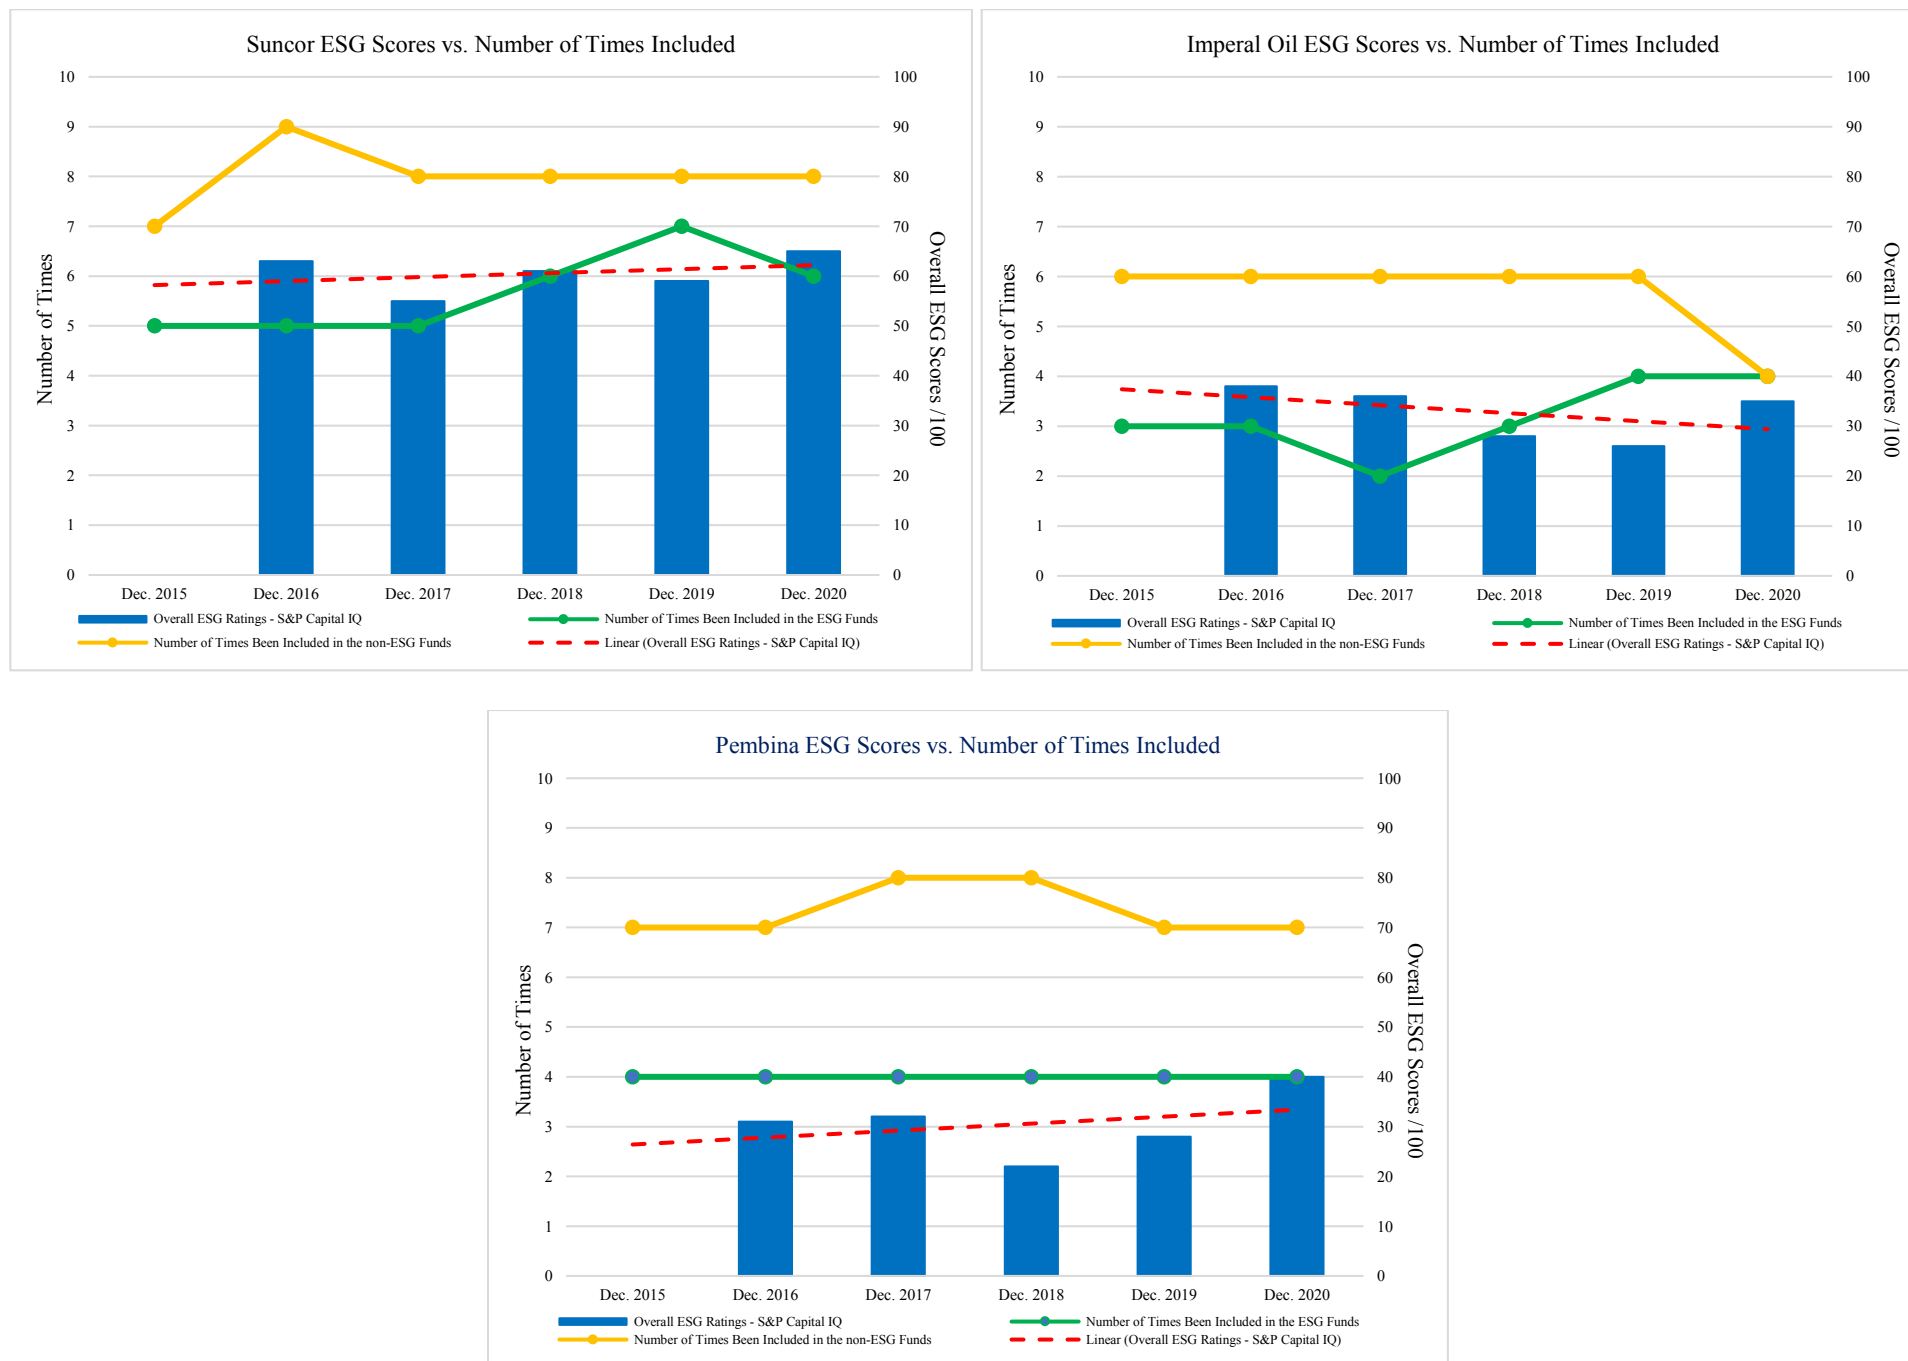 Suncor ESG Scores vs. Number of Times Included
10
9
8
7
6
5
4
3
2
1
0
Number of Times
100
90
80
70
60
50
40
30
20
10
0
Overall ESG Scores /100
Dec. 2015 Dec. 2016 Dec. 2017 Dec. 2018 Dec. 2019 Dec. 2020
Overall ESG Ratings - S&P Capital IQ
Number of Times Been Included in the ESG Funds
Number of Times Been Included in the non-ESG Funds
Linear (Overall ESG Ratings - S&P Capital IQ)
Imperal Oil ESG Scores vs. Number of Times Included
10
9
8
7
6
5
4
3
2
1
0
Number of Times
100
90
80
70
60
50
40
30
20
10
0
Overall ESG Scores /100
Dec. 2015 Dec. 2016 Dec. 2017 Dec. 2018 Dec. 2019 Dec. 2020
Overall ESG Ratings - S&P Capital IQ
Number of Times Been Included in the ESG Funds
Number of Times Been Included in the non-ESG Funds
Linear (Overall ESG Ratings - S&P Capital IQ)
Pembina ESG Scores vs. Number of Times Included
10
9
8
7
6
5
4
3
2
1
0
Number of Times
100
90
80
70
60
50
40
30
20
10
0
Overall ESG Scores /100
Dec. 2015 Dec. 2016 Dec. 2017 Dec. 2018 Dec. 2019 Dec. 2020
Overall ESG Ratings - S&P Capital IQ
Number of Times Been Included in the ESG Funds
Number of Times Been Included in the non-ESG Funds
Linear (Overall ESG Ratings - S&P Capital IQ)